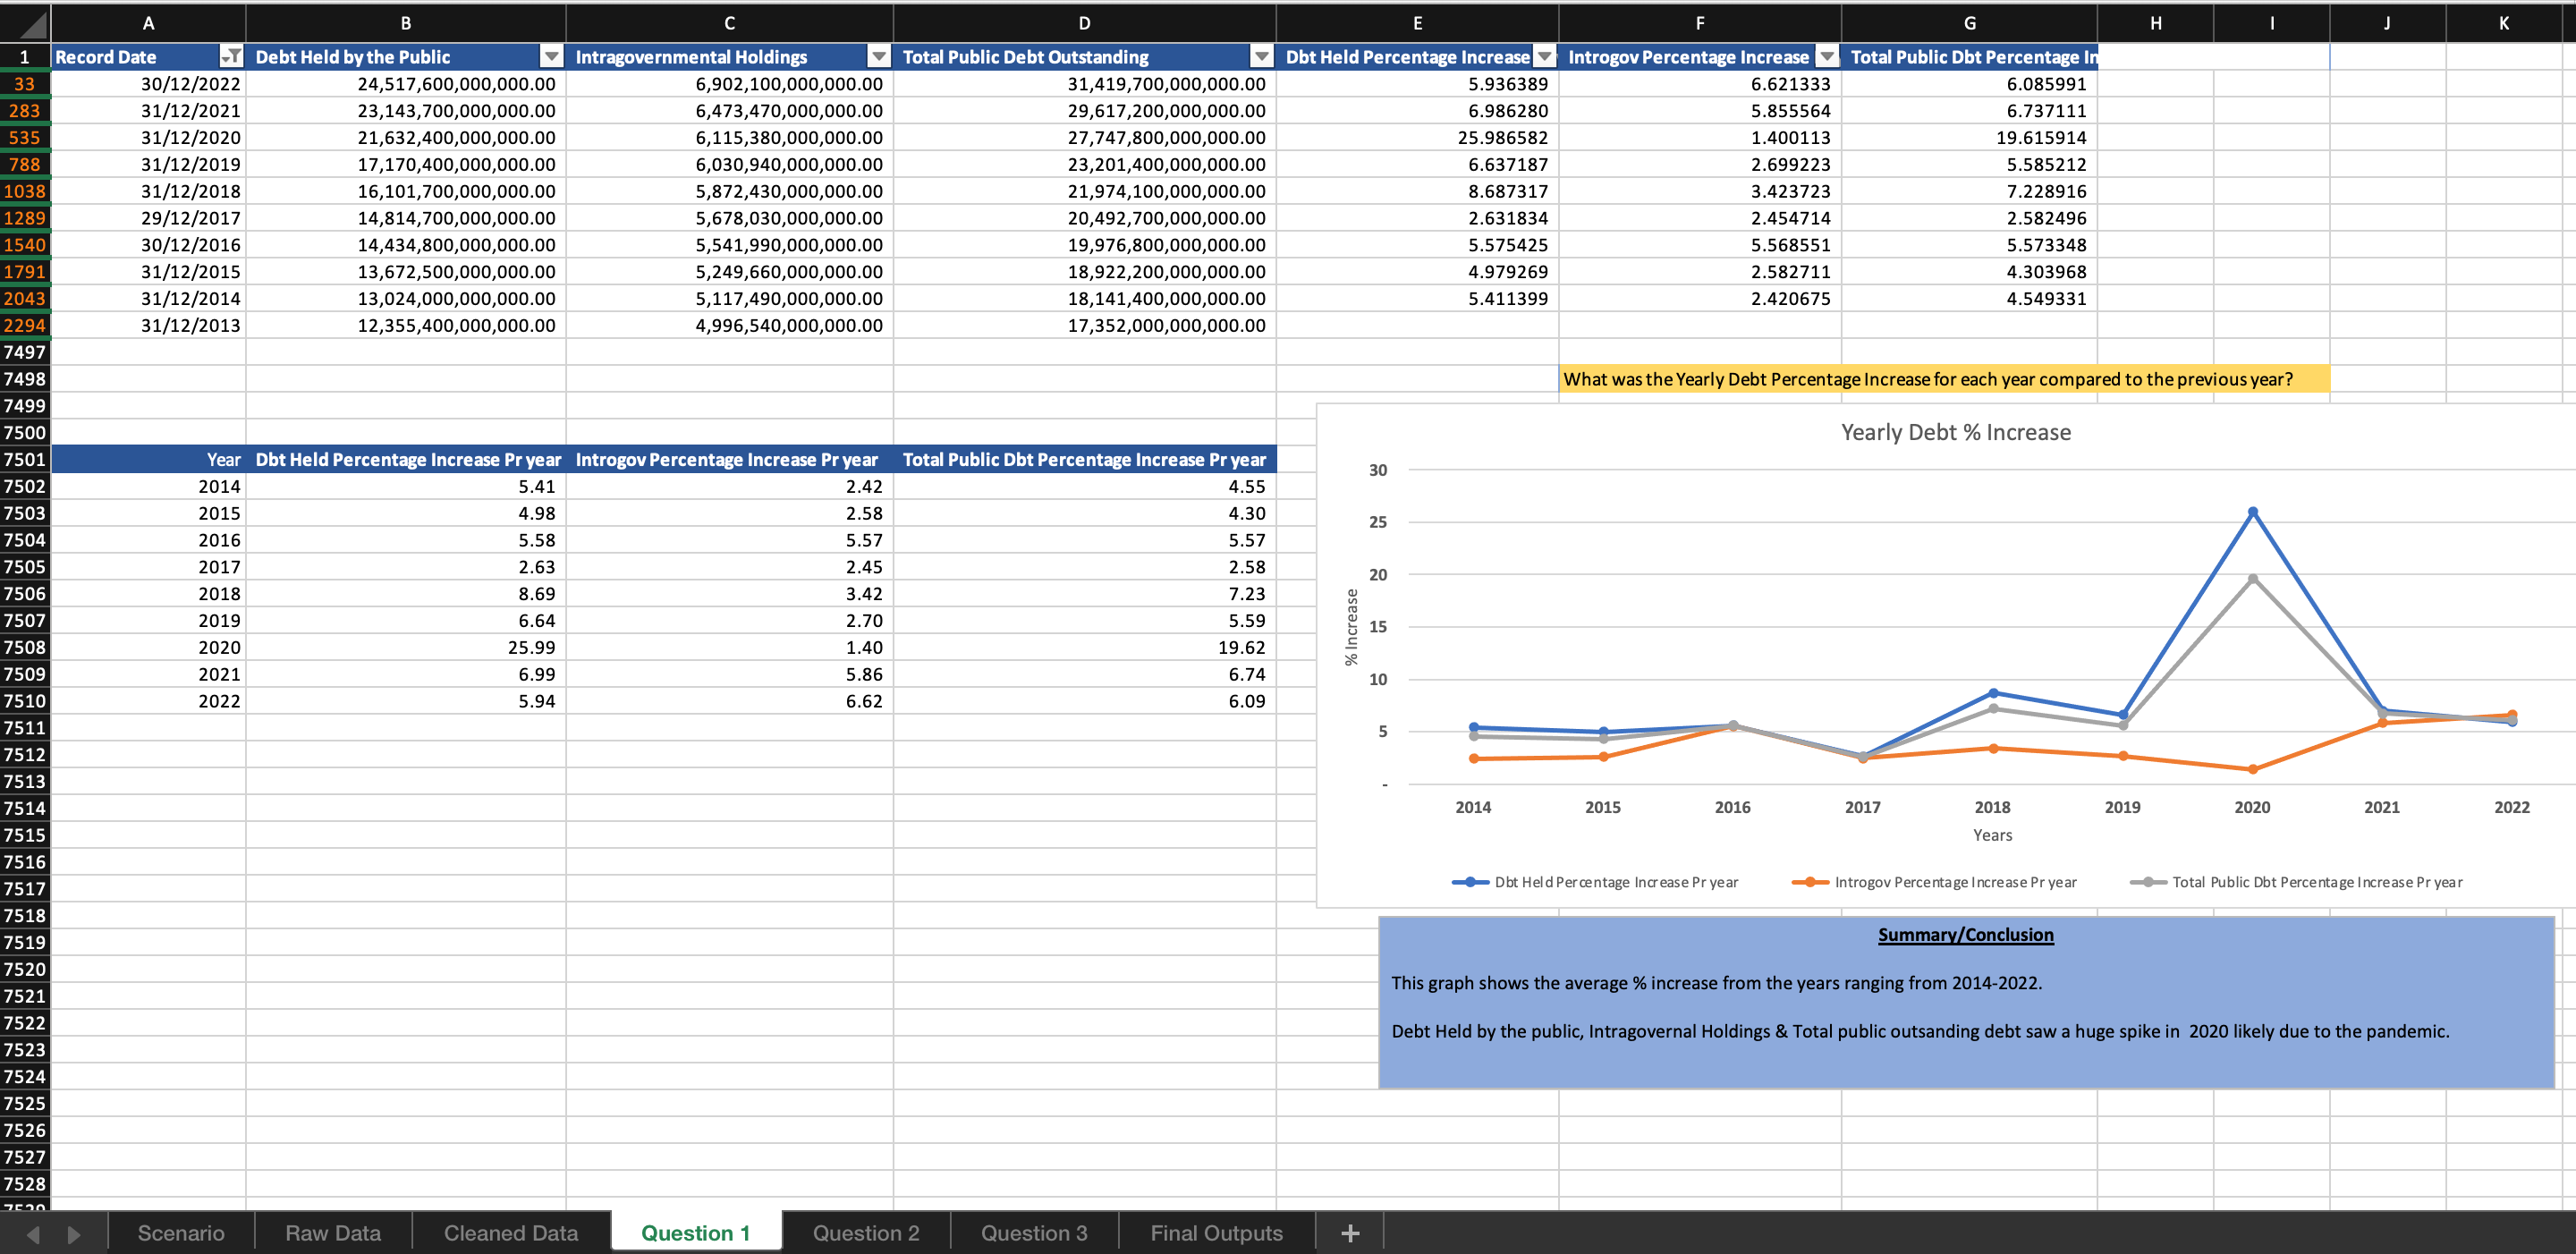 A B C D E F G H I J K
1 Record Date Debt Held by the Public Intragovernmental Holdings Total Public Debt Outstanding Dbt Held Percentage Increase Introgov Percentage Increase Total Public Dbt Percentage In
33 30/12/2022 24,517,600,000,000.00 6,902,100,000,000.00 31,419,700,000,000.00 5.936389 6.621333 6.085991
283 31/12/2021 23,143,700,000,000.00 6,473,470,000,000.00 29,617,200,000,000.00 6.986280 5.855564 6.737111
535 31/12/2020 21,632,400,000,000.00 6,115,380,000,000.00 27,747,800,000,000.00 25.986582 1.400113 19.615914
788 31/12/2019 17,170,400,000,000.00 6,030,940,000,000.00 23,201,400,000,000.00 6.637187 2.699223 5.585212
1038 31/12/2018 16,101,700,000,000.00 5,872,430,000,000.00 21,974,100,000,000.00 8.687317 3.423723 7.228916
1289 29/12/2017 14,814,700,000,000.00 5,678,030,000,000.00 20,492,700,000,000.00 2.631834 2.454714 2.582496
1540 30/12/2016 14,434,800,000,000.00 5,541,990,000,000.00 19,976,800,000,000.00 5.575425 5.568551 5.573348
1791 31/12/2015 13,672,500,000,000.00 5,249,660,000,000.00 18,922,200,000,000.00 4.979269 2.582711 4.303968
2043 31/12/2014 13,024,000,000,000.00 5,117,490,000,000.00 18,141,400,000,000.00 5.411399 2.420675 4.549331
2294 31/12/2013 12,355,400,000,000.00 4,996,540,000,000.00 17,352,000,000,000.00
7497
7498 What was the Yearly Debt Percentage Increase for each year compared to the previous year?
7499
7500
7501 Year Dbt Held Percentage Increase Pr year Introgov Percentage Increase Pr year Total Public Dbt Percentage Increase Pr year
7502 2014 5.41 2.42 4.55
7503 2015 4.98 2.58 4.30
7504 2016 5.58 5.57 5.57
7505 2017 2.63 2.45 2.58
7506 2018 8.69 3.42 7.23
7507 2019 6.64 2.70 5.59
7508 2020 25.99 1.40 19.62
7509 2021 6.99 5.86 6.74
7510 2022 5.94 6.62 6.09
7511
7512
7513
7514
7515
7516
7517
7518
7519
7520
7521
7522
7523
7524
7525
7526
7527
7528
Yearly Debt % Increase
30
25
20
15
10
5
-
% Increase
2014 2015 2016 2017 2018 2019 2020 2021 2022
Years
Dbt Held Percentage Increase Pr year Introgov Percentage Increase Pr year Total Public Dbt Percentage Increase Pr year
Summary/Conclusion
This graph shows the average % increase from the years ranging from 2014-2022.
Debt Held by the public, Intragovernal Holdings & Total public outsanding debt saw a huge spike in 2020 likely due to the pandemic.
Scenario Raw Data Cleaned Data Question 1 Question 2 Question 3 Final Outputs +